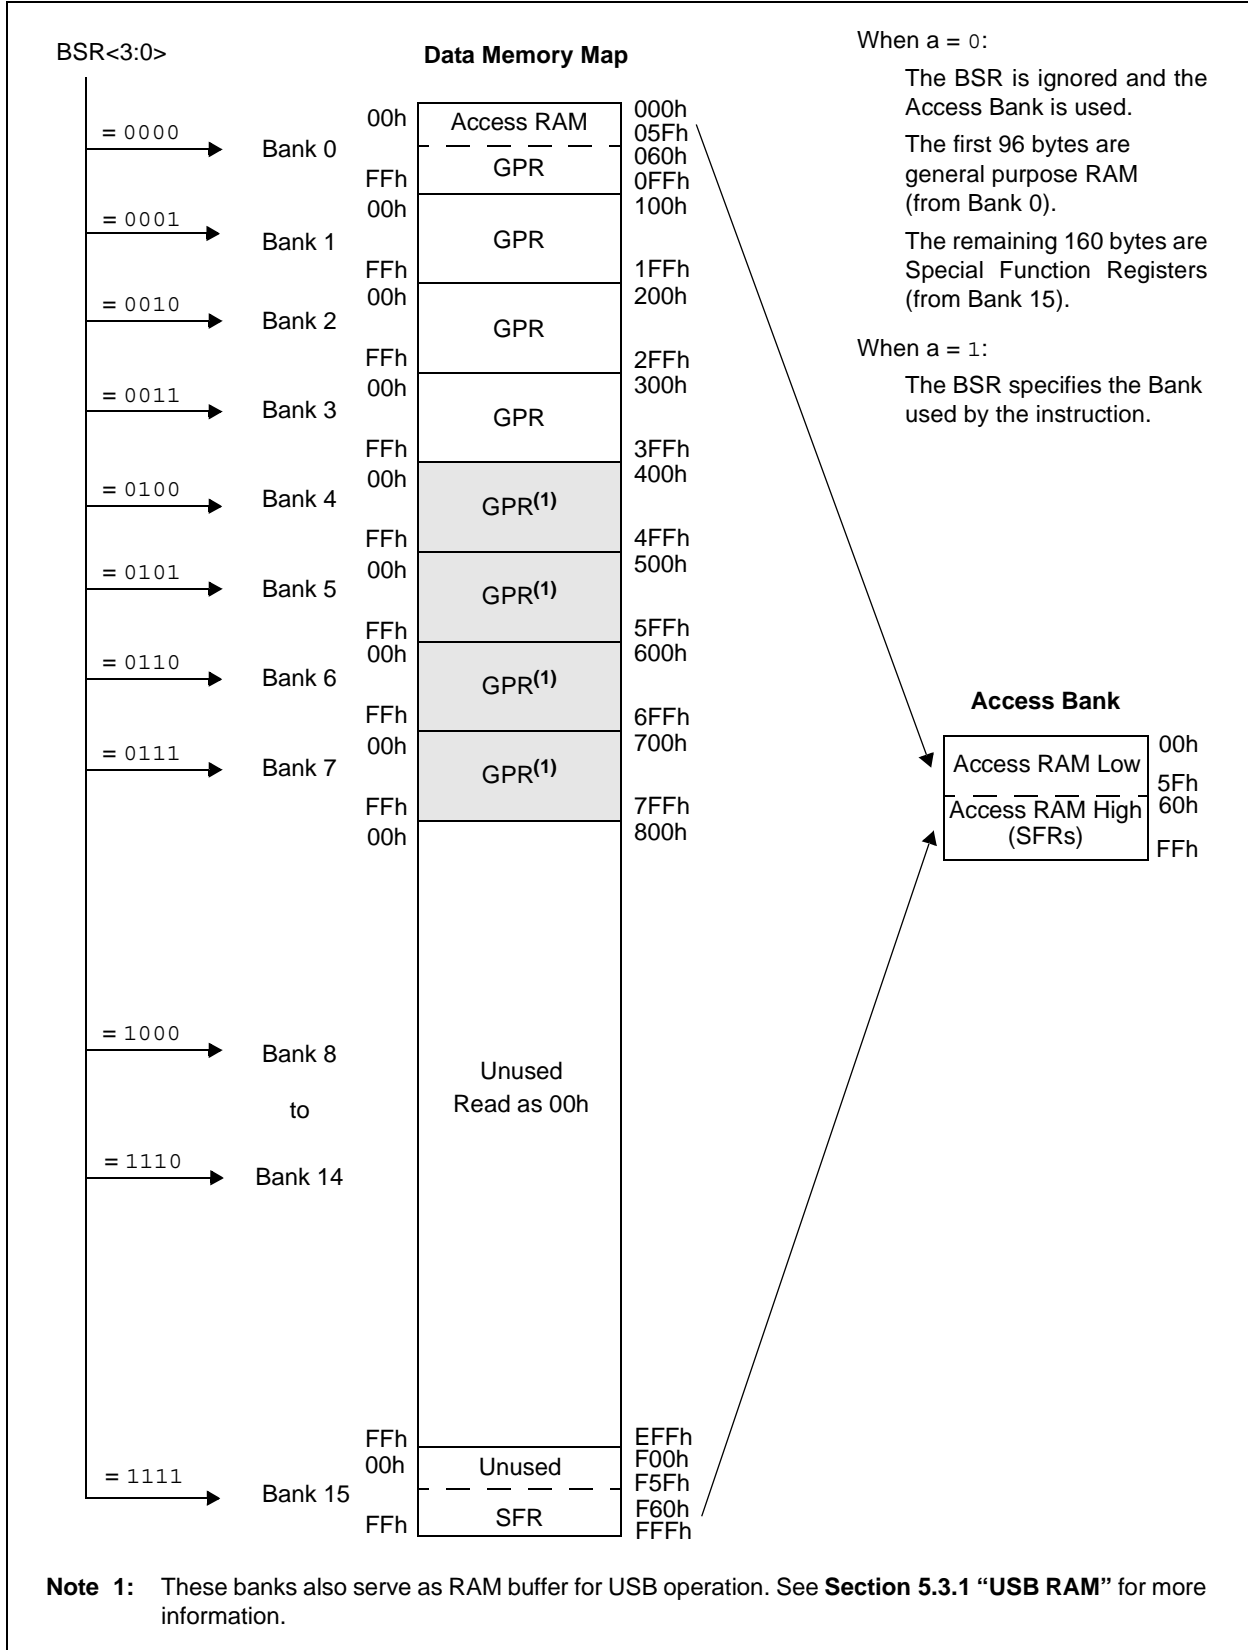 BSR<3:0>
Data Memory Map
When a = 0:
The BSR is ignored and the
Access Bank is used.
The first 96 bytes are
general purpose RAM
(from Bank 0).
The remaining 160 bytes are
Special Function Registers
(from Bank 15).
When a = 1:
The BSR specifies the Bank
used by the instruction.
= 0000
Bank 0
00h
Access RAM
000h
05Fh
060h
GPR
FFh
0FFh
= 0001
Bank 1
00h
100h
GPR
FFh
1FFh
= 0010
Bank 2
00h
200h
GPR
FFh
2FFh
= 0011
Bank 3
00h
300h
GPR
FFh
3FFh
= 0100
Bank 4
00h
400h
GPR(1)
FFh
4FFh
= 0101
Bank 5
00h
500h
GPR(1)
FFh
5FFh
= 0110
Bank 6
00h
600h
GPR(1)
FFh
6FFh
= 0111
Bank 7
00h
700h
GPR(1)
FFh
7FFh
00h
800h
Access Bank
Access RAM Low
00h
5Fh
Access RAM High
(SFRs)
60h
FFh
= 1000
Bank 8
to
= 1110
Bank 14
Unused
Read as 00h
FFh
EFFh
= 1111
Bank 15
00h
Unused
F00h
F5Fh
F60h
SFR
FFh
FFFh
Note 1: These banks also serve as RAM buffer for USB operation. See Section 5.3.1 “USB RAM” for more
information.